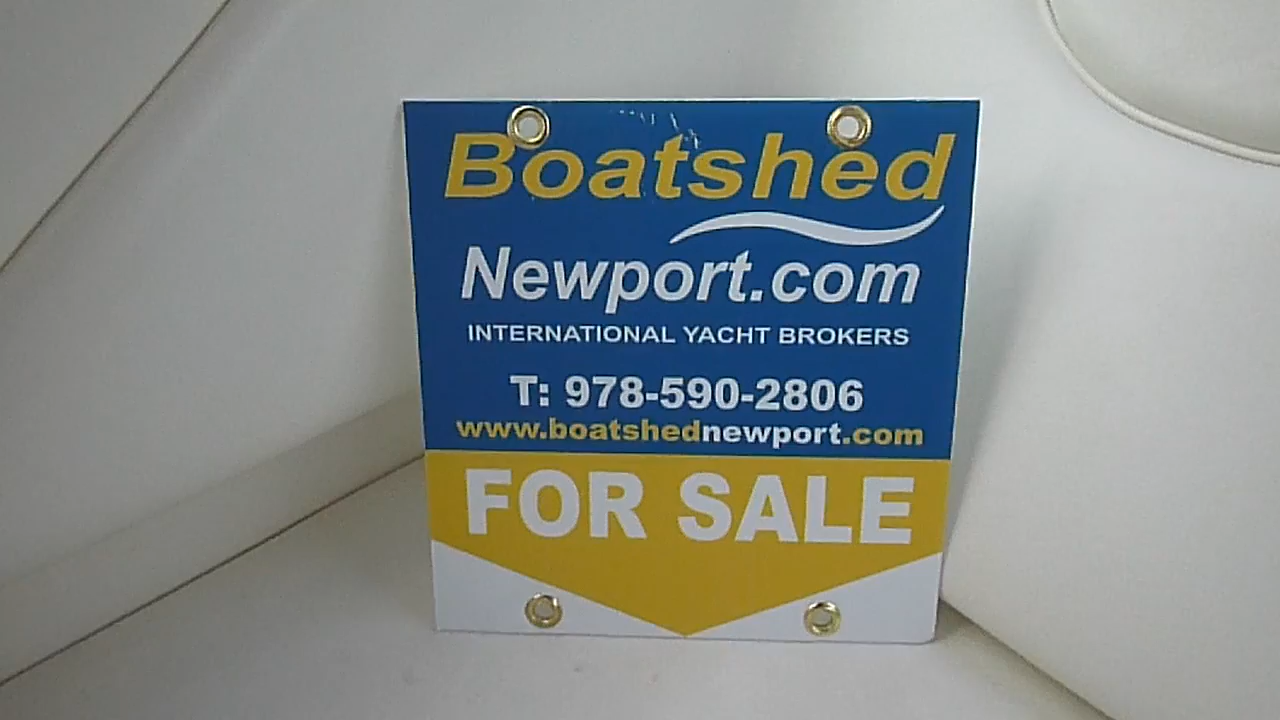 Boatshed
Newport.com
INTERNATIONAL YACHT BROKERS
T: 978-590-2806
www.boatshednewport.com
FOR SALE